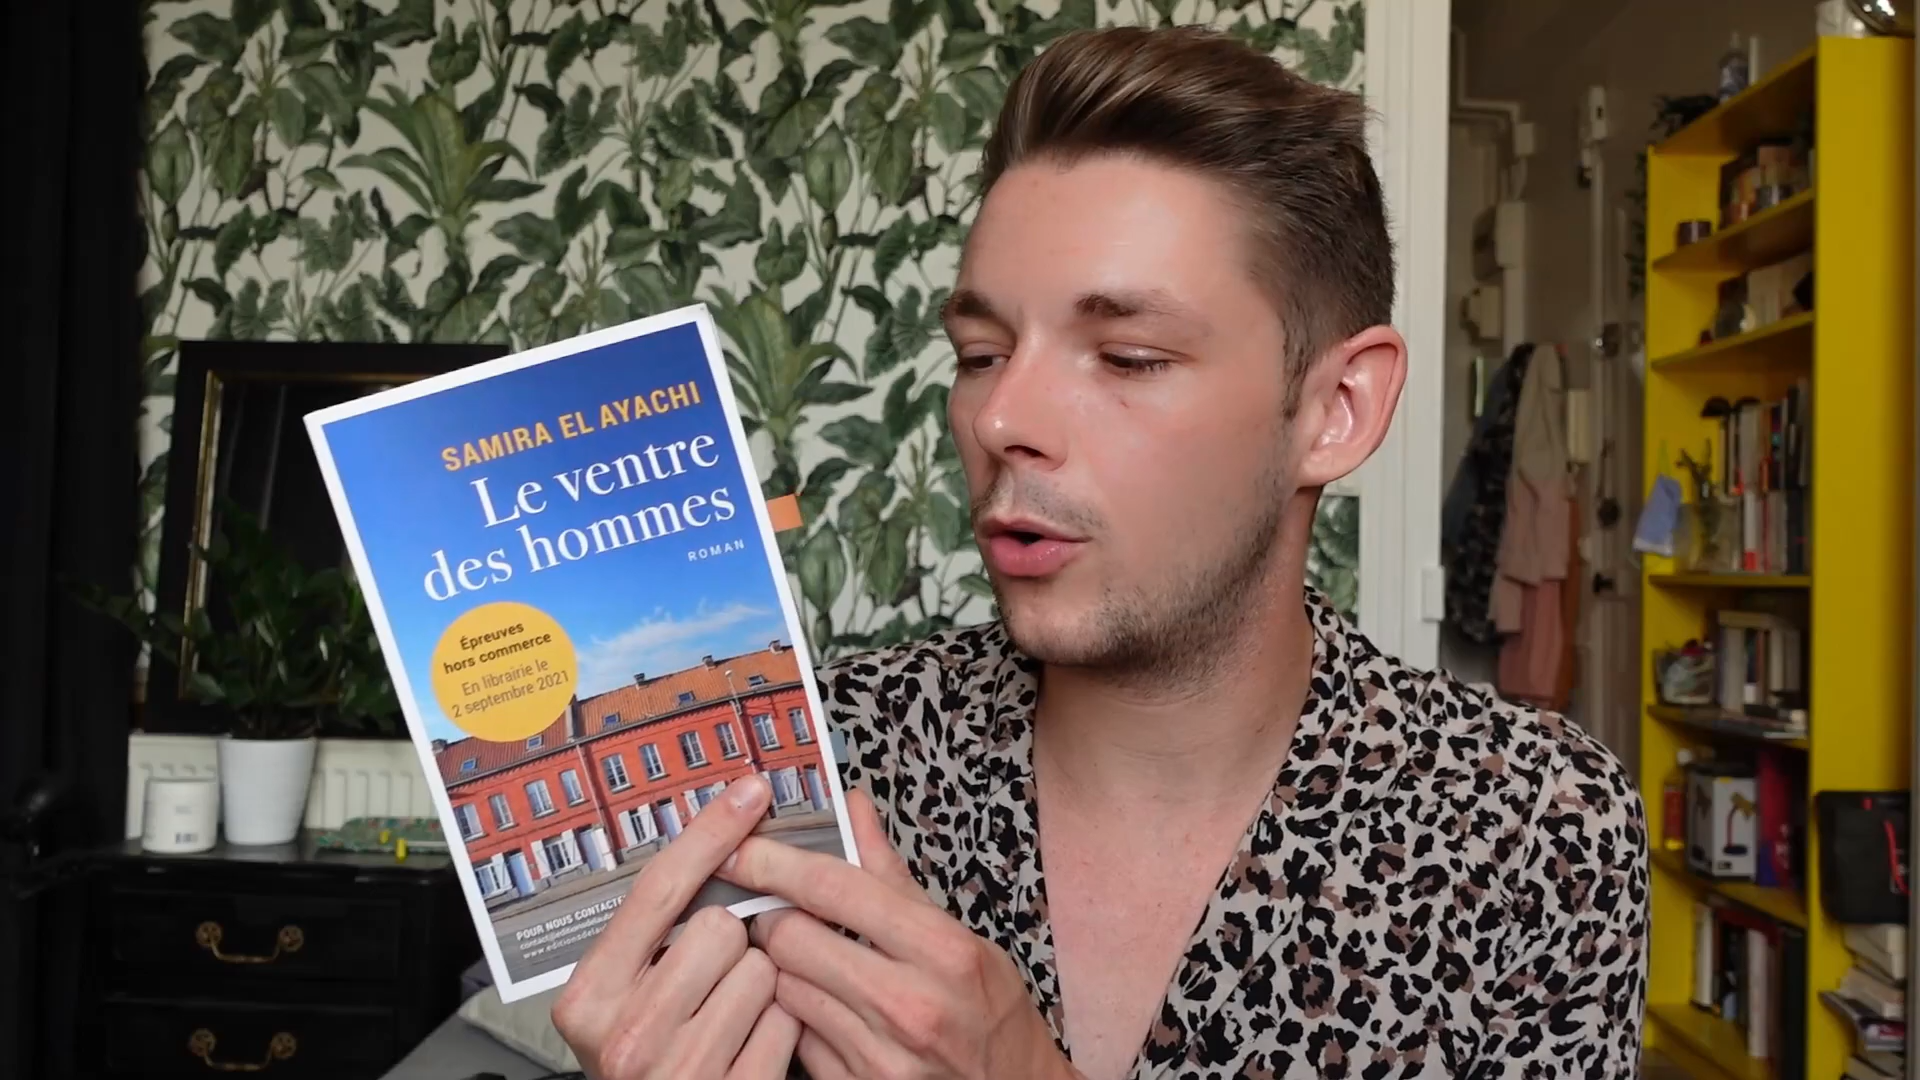 SAMIRA EL AYACHI
Le ventre
des hommes
ROMAN
Épreuves
hors commerce
En librairie le
2 septembre 2021
POUR NOUS